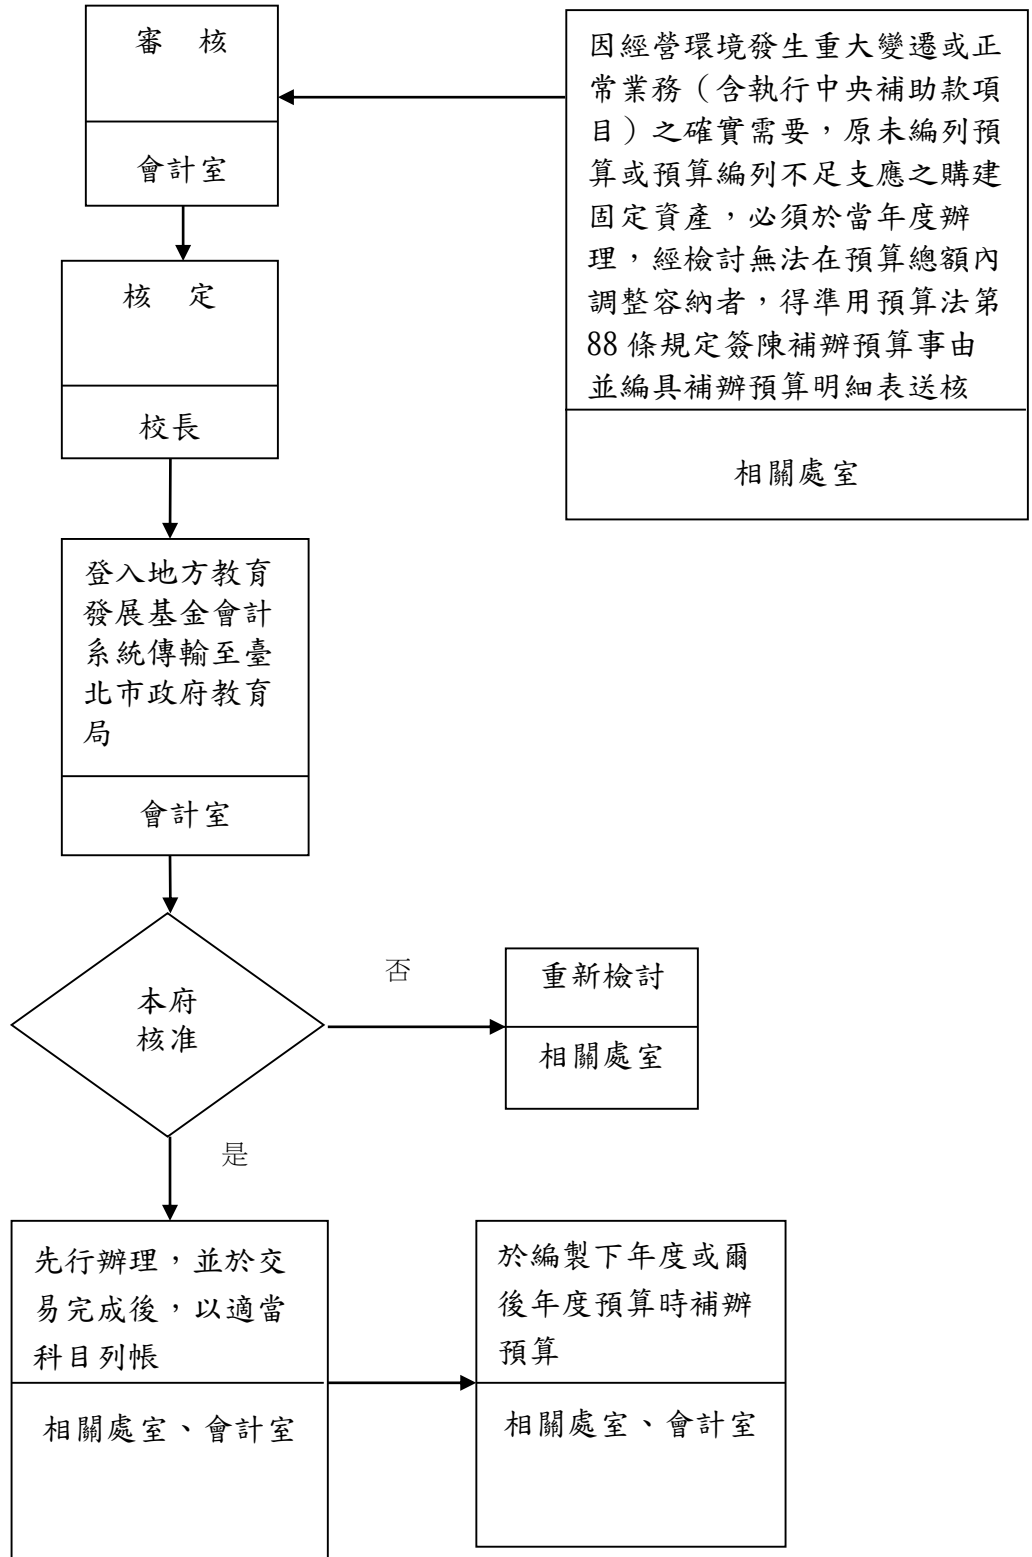 審　核
會計室
因經營環境發生重大變遷或正
常業務（含執行中央補助款項
目）之確實需要，原未編列預
算或預算編列不足支應之購建
固定資產，必須於當年度辦
理，經檢討無法在預算總額內
調整容納者，得準用預算法第
88 條規定簽陳補辦預算事由
並編具補辦預算明細表送核
相關處室
核　定
校長
登入地方教育
發展基金會計
系統傳輸至臺
北市政府教育
局
會計室
本府
核准
否
重新檢討
相關處室
是
先行辦理，並於交
易完成後，以適當
科目列帳
相關處室、會計室
於編製下年度或爾
後年度預算時補辦
預算
相關處室、會計室